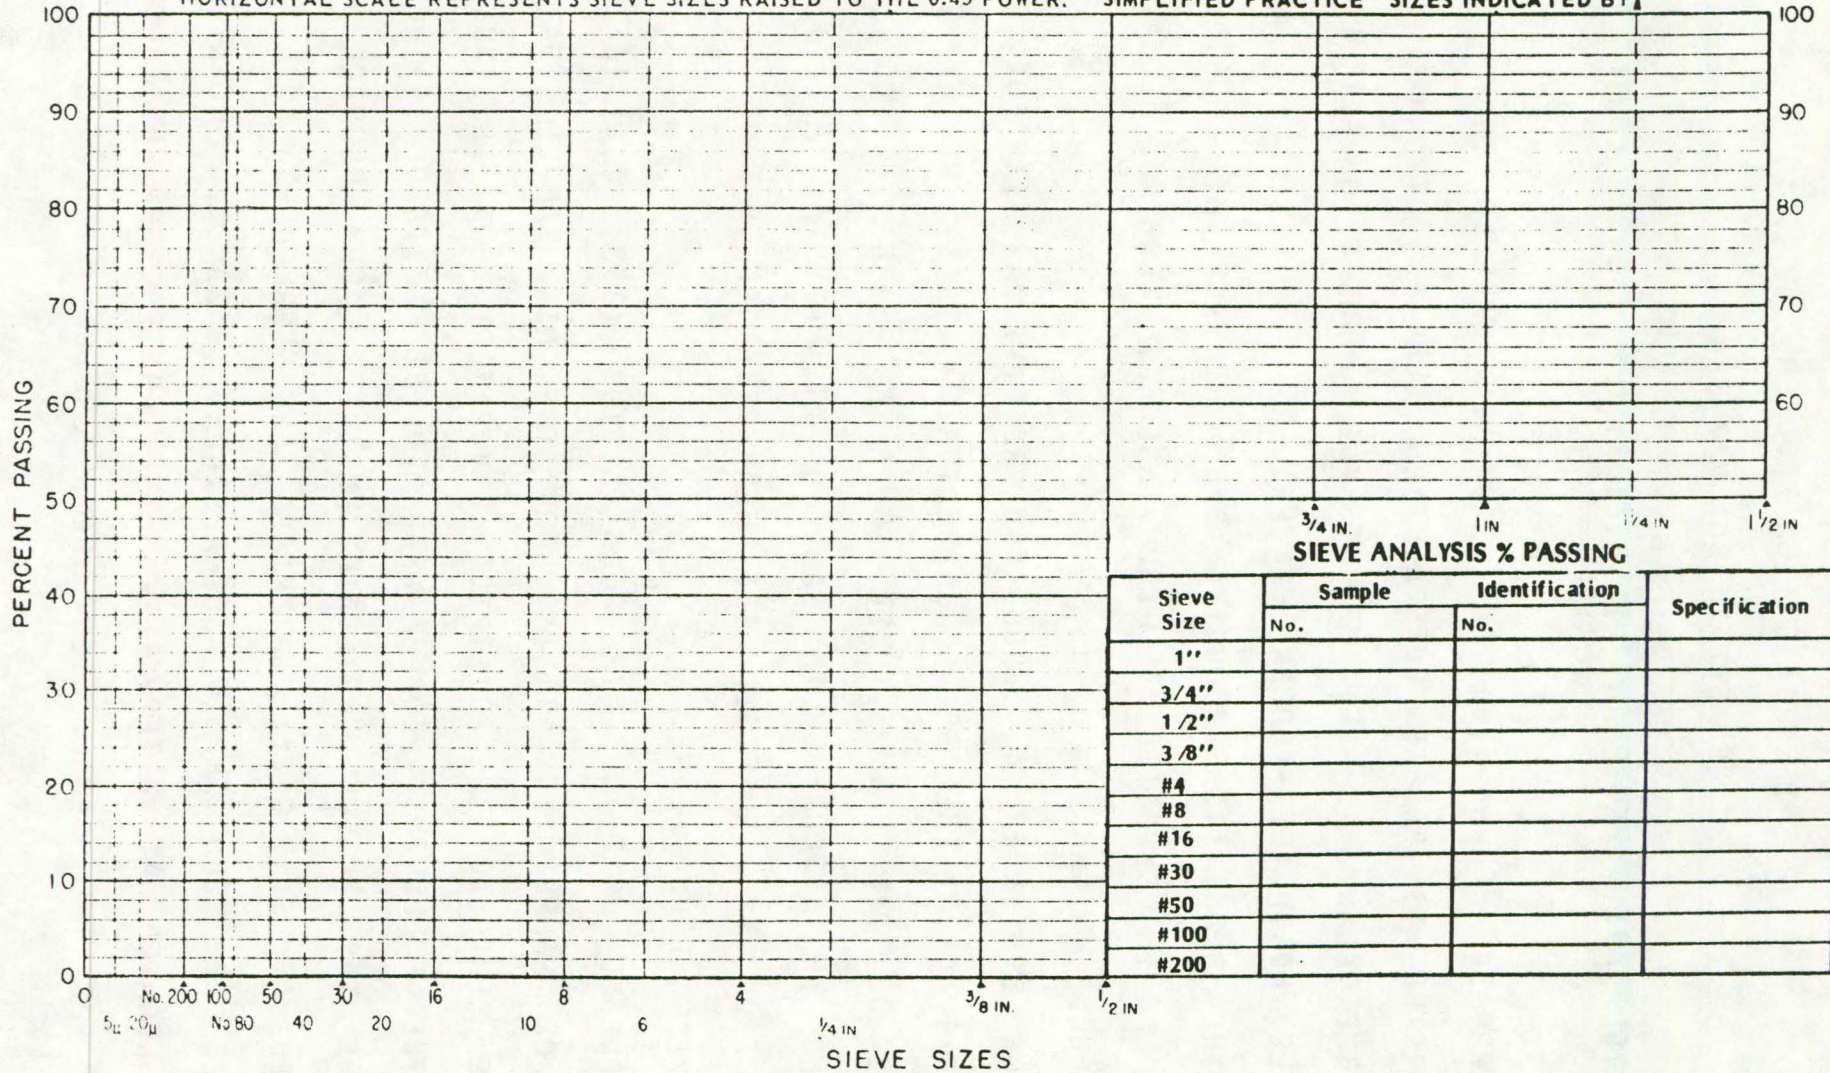 HORIZONTAL SCALE REPRESENTS SIEVE SIZES RAISED TO THE 0.45 POWER. "SIMPLIFIED PRACTICE" SIZES INDICATED BY
100 100
90 90
80 80
70 70
60 60
50
40
30
20
10
0
PERCENT PASSING
3/4 IN. 1 IN 1 1/4 IN 1 1/2 IN
SIEVE ANALYSIS % PASSING
Sieve Size Sample Identification Specification
No. No.
1''
3/4''
1/2''
3/8''
#4
#8
#16
#30
#50
#100
#200
0 No. 200 100 50 30 16 8 4 3/8 IN. 1/2 IN
5µ 20µ No 80 40 20 10 6 1/4 IN
SIEVE SIZES